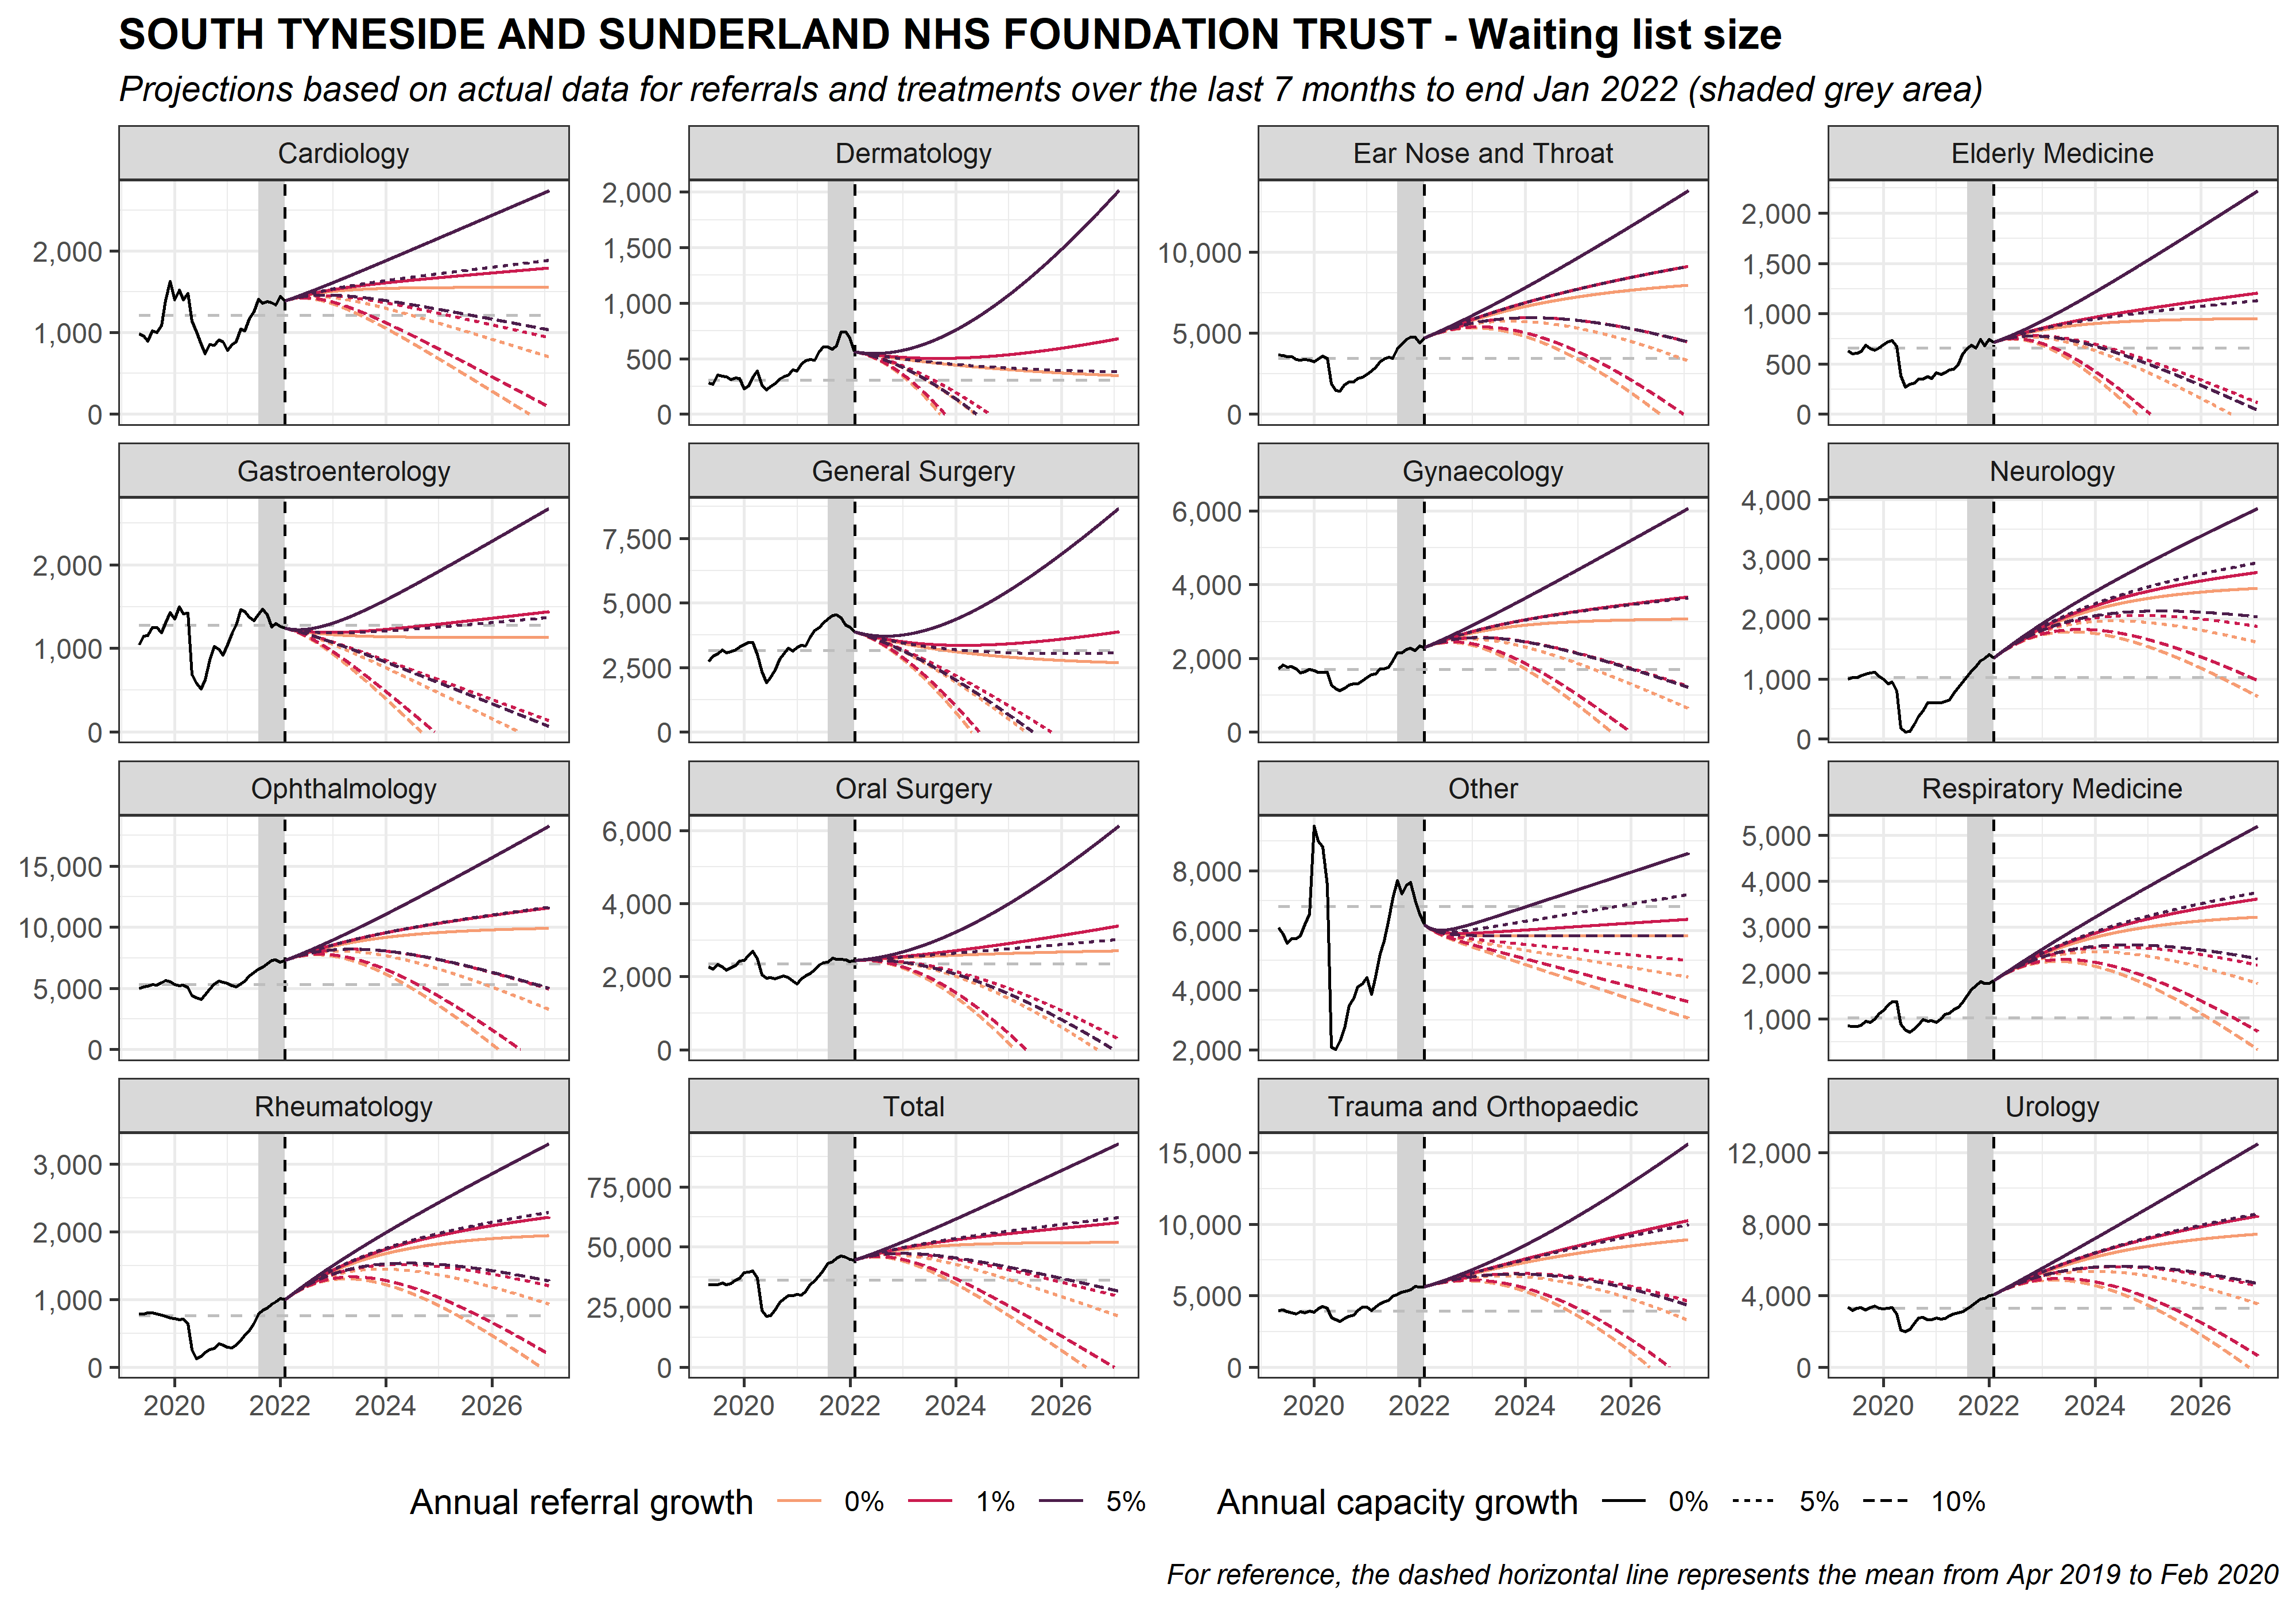 SOUTH TYNESIDE AND SUNDERLAND NHS FOUNDATION TRUST - Waiting list size
Projections based on actual data for referrals and treatments over the last 7 months to end Jan 2022 (shaded grey area)
Cardiology
Dermatology
Ear Nose and Throat
Elderly Medicine
2,000
1,000
0
2,000
1,500
1,000
500
0
10,000
5,000
0
2,000
1,500
1,000
500
0
Gastroenterology
General Surgery
Gynaecology
Neurology
2,000
1,000
0
7,500
5,000
2,500
0
6,000
4,000
2,000
0
4,000
3,000
2,000
1,000
0
Ophthalmology
Oral Surgery
Other
Respiratory Medicine
15,000
10,000
5,000
0
6,000
4,000
2,000
0
8,000
6,000
4,000
2,000
5,000
4,000
3,000
2,000
1,000
Rheumatology
Total
Trauma and Orthopaedic
Urology
3,000
2,000
1,000
0
75,000
50,000
25,000
0
15,000
10,000
5,000
0
12,000
8,000
4,000
0
2020 2022 2024 2026
2020 2022 2024 2026
2020 2022 2024 2026
2020 2022 2024 2026
Annual referral growth 0% 1% 5% Annual capacity growth 0% 5% 10%
For reference, the dashed horizontal line represents the mean from Apr 2019 to Feb 2020